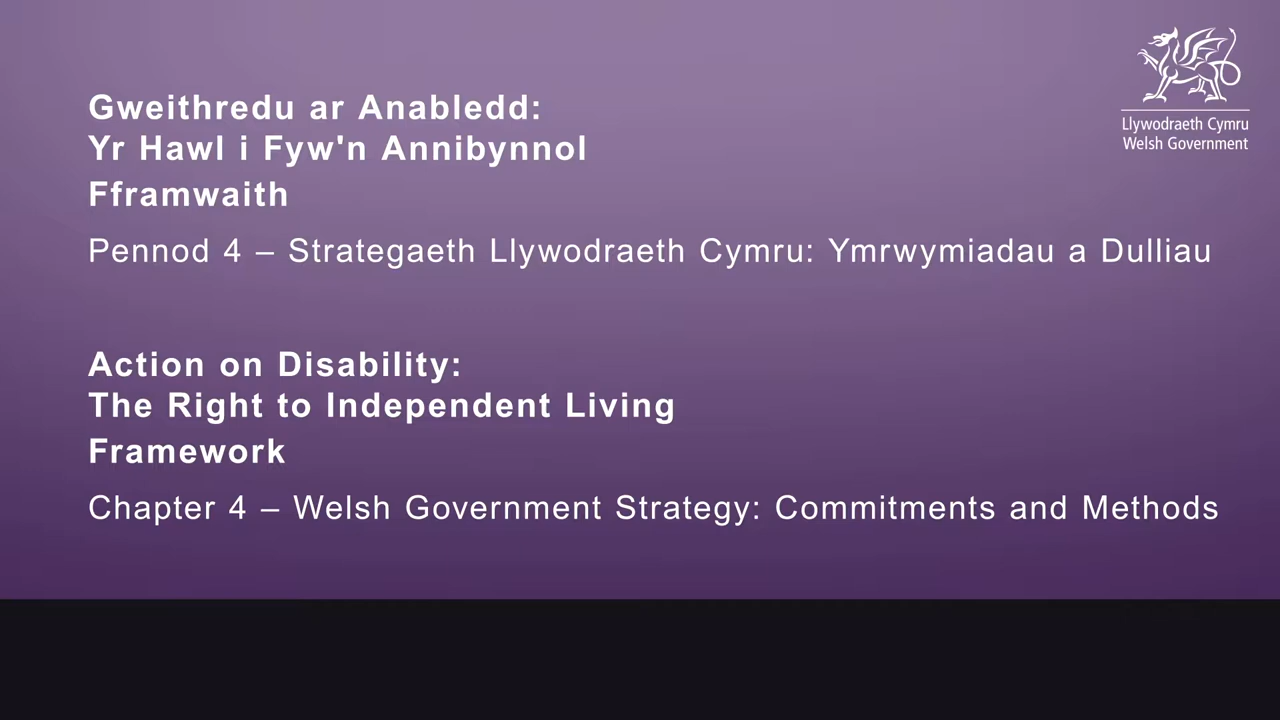 Gweithredu ar Anabledd:
Yr Hawl i Fyw'n Annibynnol
Fframwaith
Pennod 4 – Strategaeth Llywodraeth Cymru: Ymrwymiadau a Dulliau
Action on Disability:
The Right to Independent Living
Framework
Chapter 4 – Welsh Government Strategy: Commitments and Methods
Llywodraeth Cymru
Welsh Government